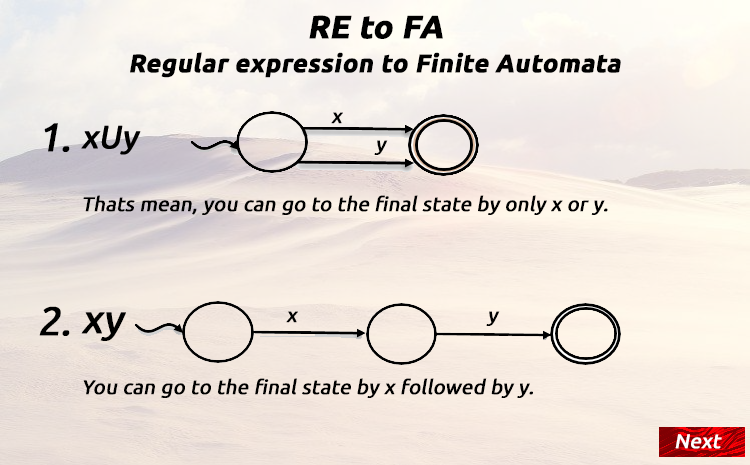 RE to FA
Regular expression to Finite Automata
1. xUy
x
y
Thats mean, you can go to the final state by only x or y.
2. xy
x
y
You can go to the final state by x followed by y.
Next